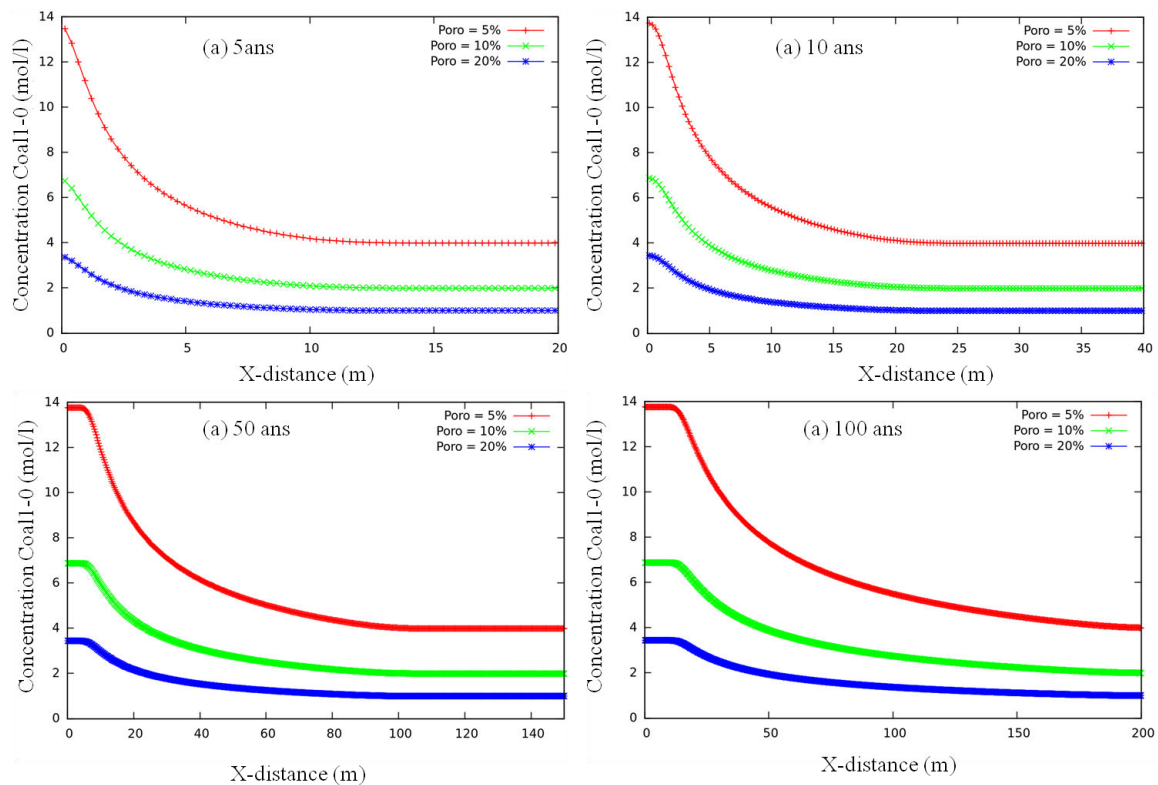 Concentration Coal1-0 (mol/l)
14
12
10
8
6
4
2
0
(a) 5ans
Poro = 5%
Poro = 10%
Poro = 20%
0 5 10 15 20
X-distance (m)
Concentration Coal1-0 (mol/l)
14
12
10
8
6
4
2
0
(a) 10 ans
Poro = 5%
Poro = 10%
Poro = 20%
0 5 10 15 20 25 30 35 40
X-distance (m)
Concentration Coal1-0 (mol/l)
14
12
10
8
6
4
2
0
(a) 50 ans
Poro = 5%
Poro = 10%
Poro = 20%
0 20 40 60 80 100 120 140
X-distance (m)
Concentration Coal1-0 (mol/l)
14
12
10
8
6
4
2
0
(a) 100 ans
Poro = 5%
Poro = 10%
Poro = 20%
0 50 100 150 200
X-distance (m)